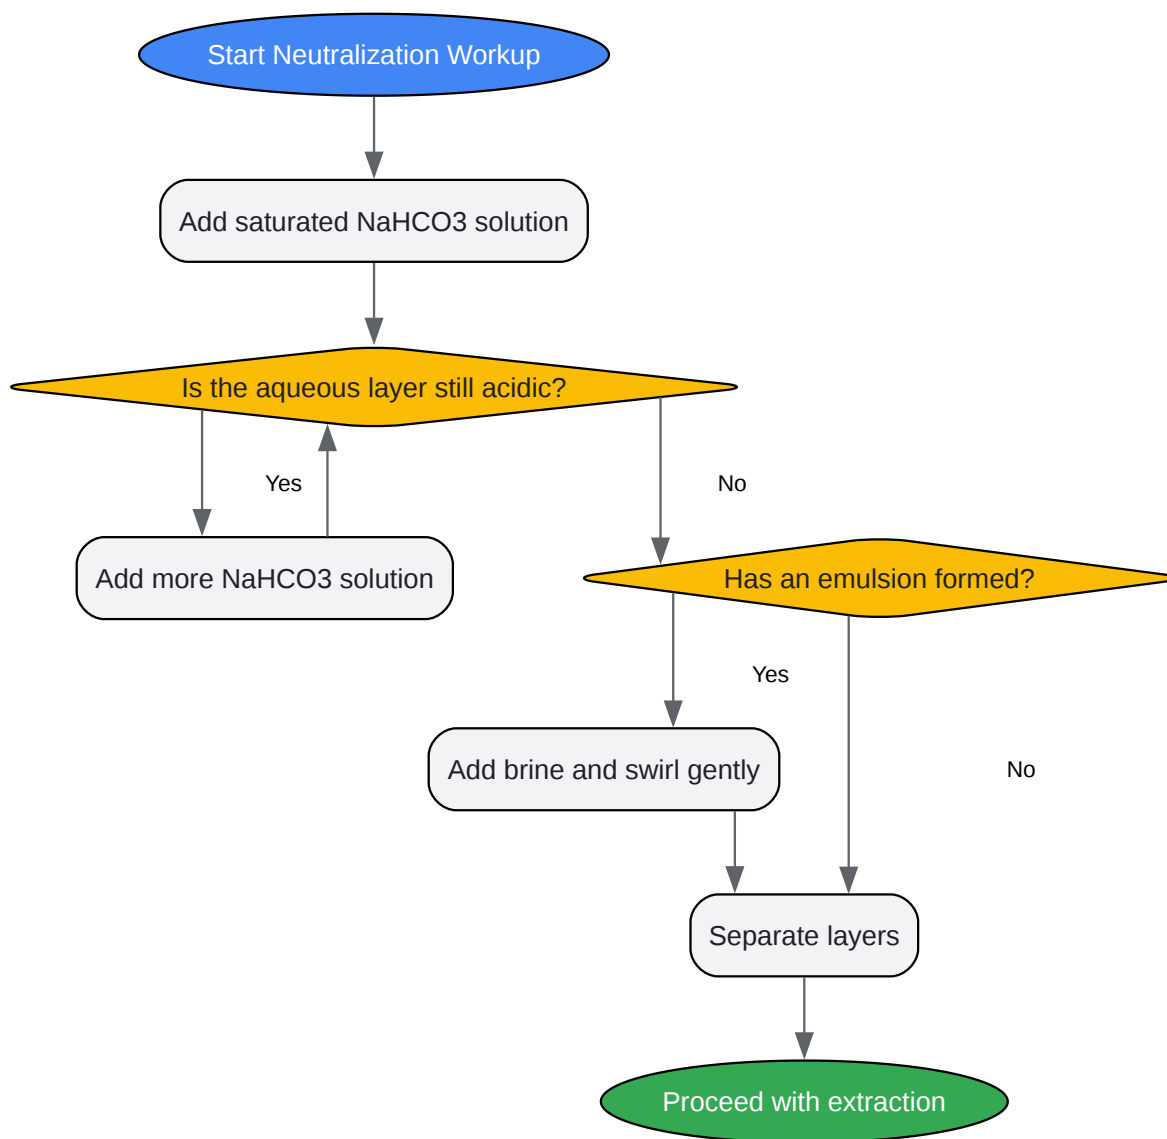 Start Neutralization Workup
Add saturated NaHCO3 solution
Is the aqueous layer still acidic?
Yes
No
Add more NaHCO3 solution
Has an emulsion formed?
Yes
Add brine and swirl gently
No
Separate layers
Proceed with extraction